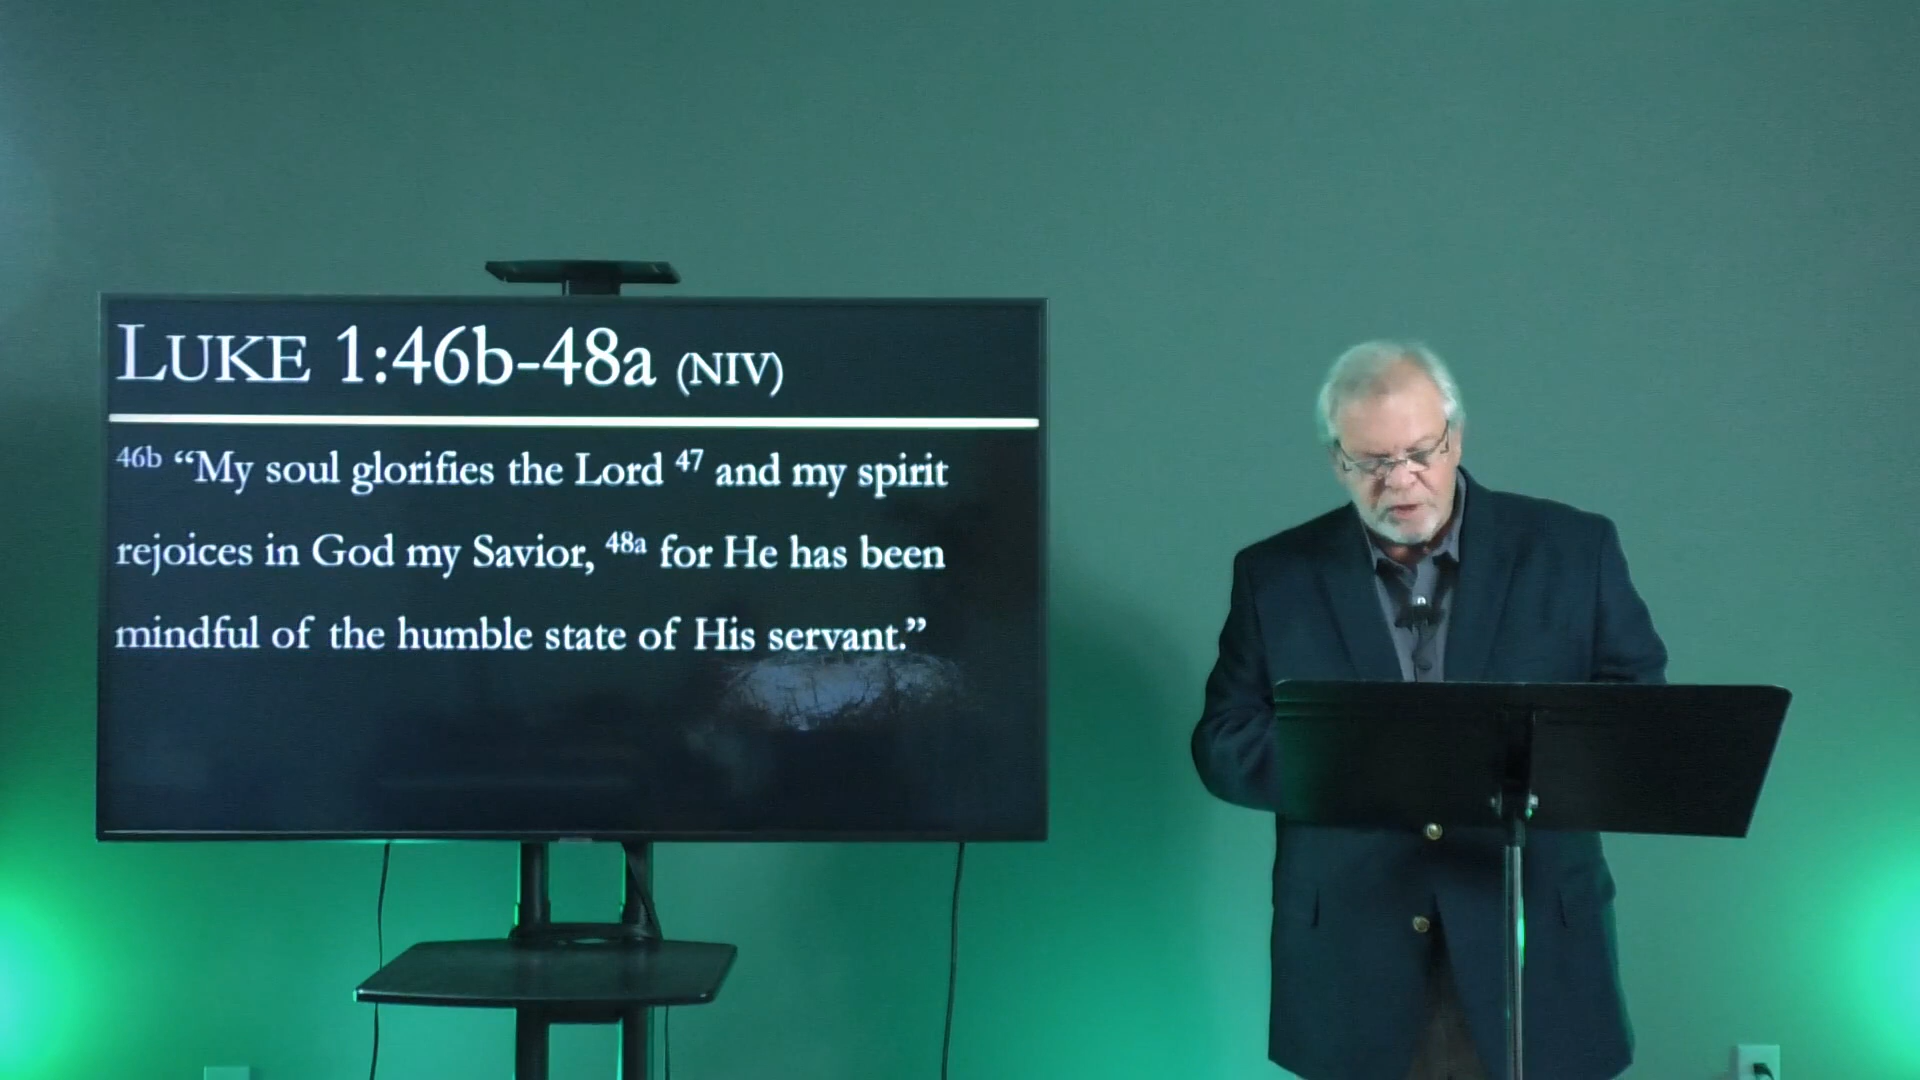 LUKE 1:46b-48a (NIV)
46b “My soul glorifies the Lord 47 and my spirit
rejoices in God my Savior, 48a for He has been
mindful of the humble state of His servant.”